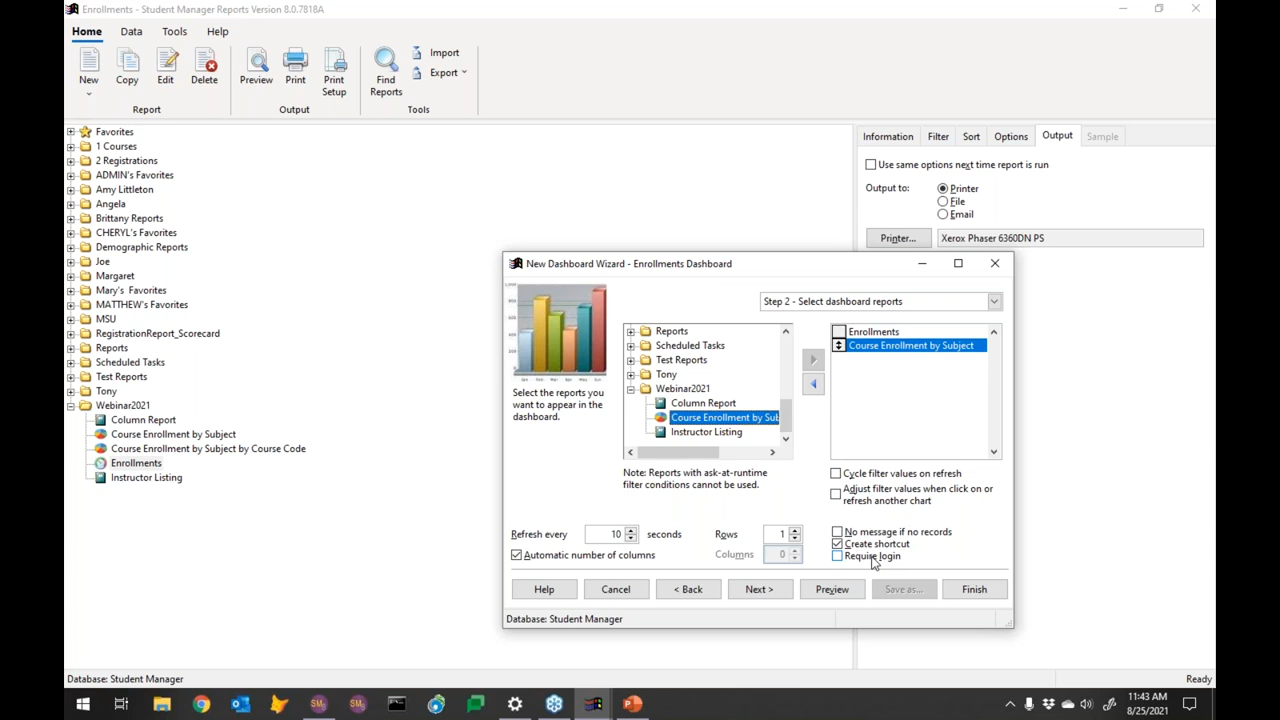 Enrollments - Student Manager Reports Version 8.0.7818A
Home Data Tools Help
New Copy Edit Delete Preview Print Print Setup Find Reports Import Export
Report Output Tools
Favorites
1 Courses
2 Registrations
ADMIN's Favorites
Amy Littleton
Angela
Brittany Reports
CHERYL's Favorites
Demographic Reports
Joe
Margaret
Mary's Favorites
MATTHEW's Favorites
MSU
RegistrationReport_Scorecard
Reports
Scheduled Tasks
Test Reports
Tony
Webinar2021
Column Report
Course Enrollment by Subject
Course Enrollment by Subject by Course Code
Enrollments
Instructor Listing
Information Filter Sort Options Output Sample
Use same options next time report is run
Output to: Printer
File
Email
Printer... Xerox Phaser 6360DN PS
New Dashboard Wizard - Enrollments Dashboard
Step 2 - Select dashboard reports
Select the reports you
want to appear in the
dashboard.
Reports
Scheduled Tasks
Test Reports
Tony
Webinar2021
Column Report
Course Enrollment by Sub
Instructor Listing
Enrollments
Course Enrollment by Subject
Note: Reports with ask-at-runtime
filter conditions cannot be used.
Cycle filter values on refresh
Adjust filter values when click on or
refresh another chart
Refresh every 10 seconds Rows 1
Automatic number of columns Columns 0
No message if no records
Create shortcut
Require login
Help Cancel < Back Next > Preview Save as... Finish
Database: Student Manager
Database: Student Manager Ready
11:43 AM
8/25/2021